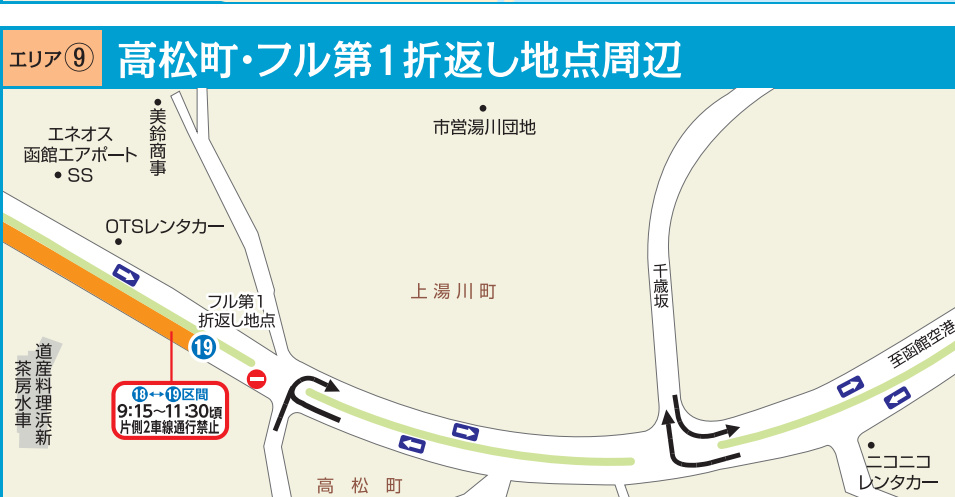 エリア⑨
高松町・フル第1折返し地点周辺
美鈴商事
エネオス
函館エアポート
SS
市営湯川団地
OTSレンタカー
千歳坂
上湯川町
フル第1
折返し地点
19
至函館空港
道産料理浜新
茶房水車
18↔19区間
9:15～11:30頃
片側2車線通行禁止
ニコニコ
レンタカー
高松町